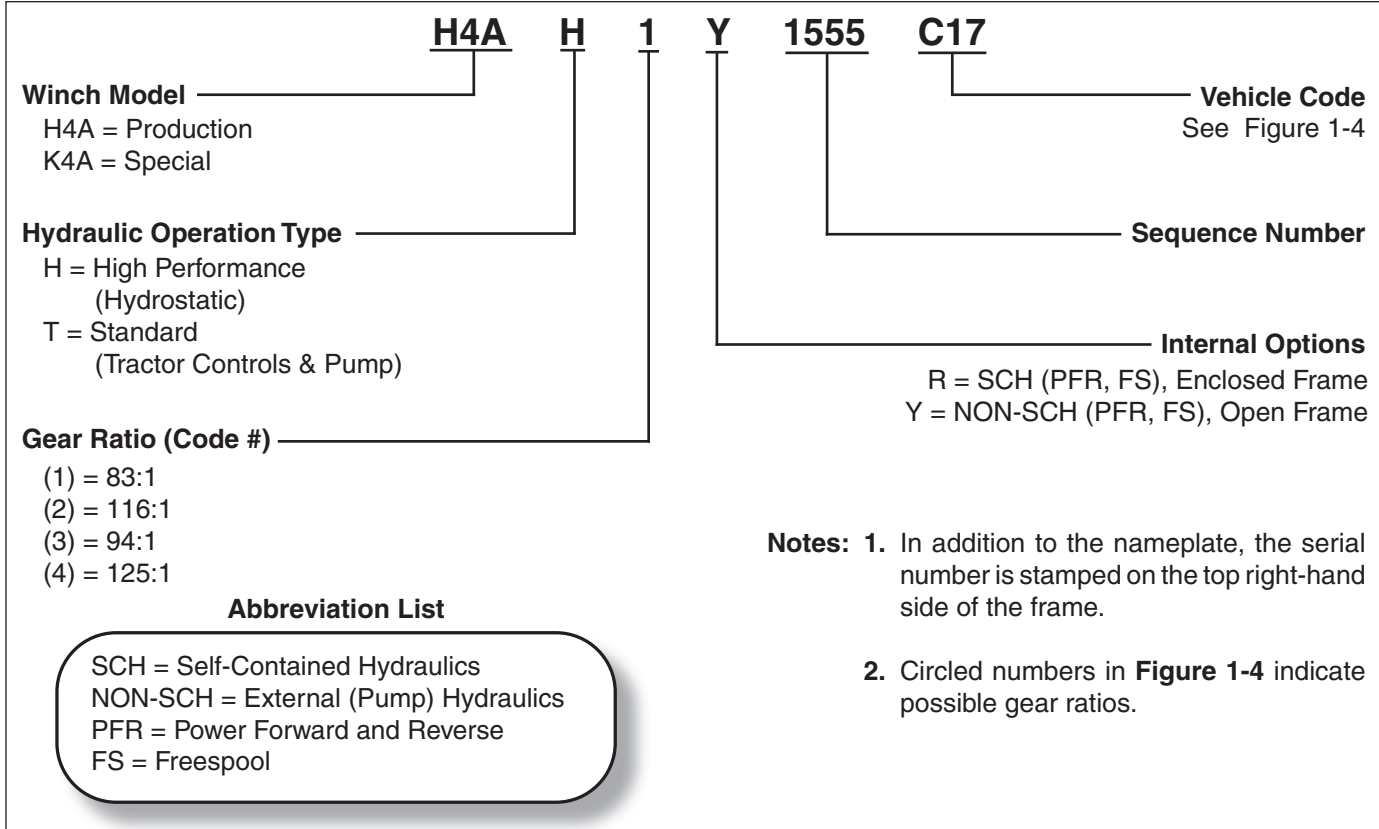 H4A H 1 Y 1555 C17
Winch Model
H4A = Production
K4A = Special
Hydraulic Operation Type
H = High Performance
(Hydrostatic)
T = Standard
(Tractor Controls & Pump)
Gear Ratio (Code #)
(1) = 83:1
(2) = 116:1
(3) = 94:1
(4) = 125:1
Abbreviation List
SCH = Self-Contained Hydraulics
NON-SCH = External (Pump) Hydraulics
PFR = Power Forward and Reverse
FS = Freespool
Vehicle Code
See Figure 1-4
Sequence Number
Internal Options
R = SCH (PFR, FS), Enclosed Frame
Y = NON-SCH (PFR, FS), Open Frame
Notes: 1. In addition to the nameplate, the serial
number is stamped on the top right-hand
side of the frame.
2. Circled numbers in Figure 1-4 indicate
possible gear ratios.